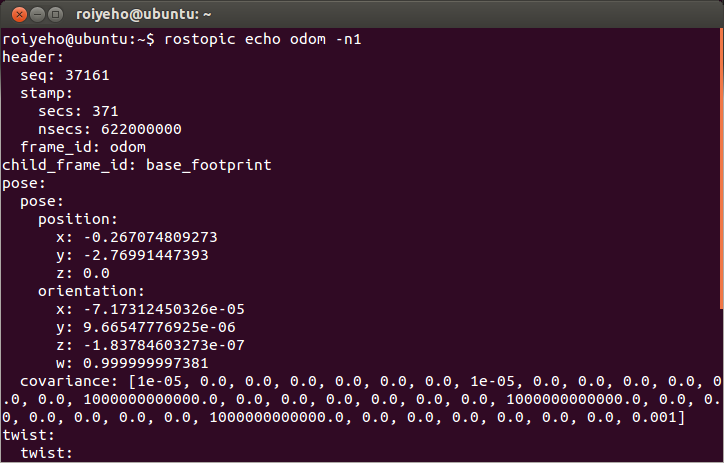 roiyeho@ubuntu: ~
roiyeho@ubuntu:~$ rostopic echo odom -n1
header:
  seq: 37161
  stamp:
    secs: 371
    nsecs: 622000000
  frame_id: odom
child_frame_id: base_footprint
pose:
  pose:
    position:
      x: -0.267074809273
      y: -2.76991447393
      z: 0.0
    orientation:
      x: -7.17312450326e-05
      y: 9.66547776925e-06
      z: -1.83784603273e-07
      w: 0.999999997381
  covariance: [1e-05, 0.0, 0.0, 0.0, 0.0, 0.0, 0.0, 1e-05, 0.0, 0.0, 0.0, 0.0, 0
.0, 0.0, 1000000000000.0, 0.0, 0.0, 0.0, 0.0, 0.0, 0.0, 1000000000000.0, 0.0, 0.
0, 0.0, 0.0, 0.0, 0.0, 1000000000000.0, 0.0, 0.0, 0.0, 0.0, 0.0, 0.0, 0.001]
twist:
  twist: